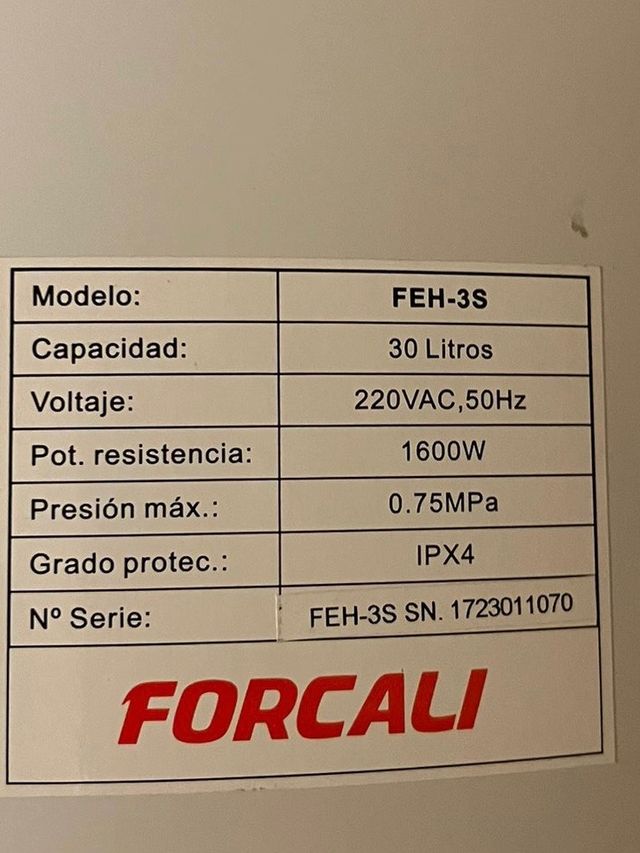 Modelo: FEH-3S
Capacidad: 30 Litros
Voltaje: 220VAC,50Hz
Pot. resistencia: 1600W
Presión máx.: 0.75MPa
Grado protec.: IPX4
Nº Serie: FEH-3S SN. 1723011070
FORCALI